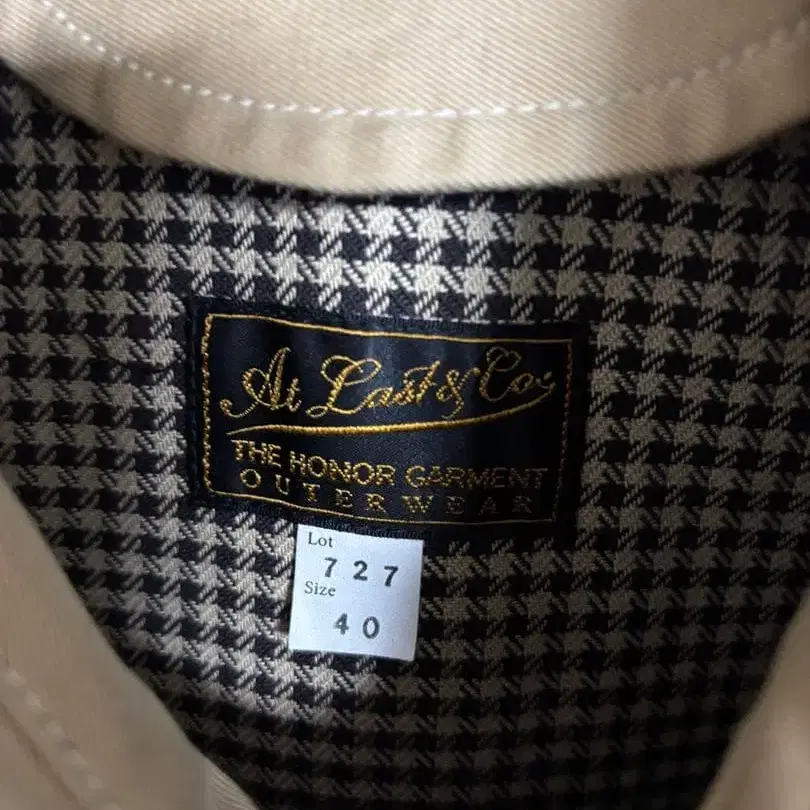 At Last & Co.
THE HONOR GARMENT
OUTERWEAR
Lot
727
Size
40